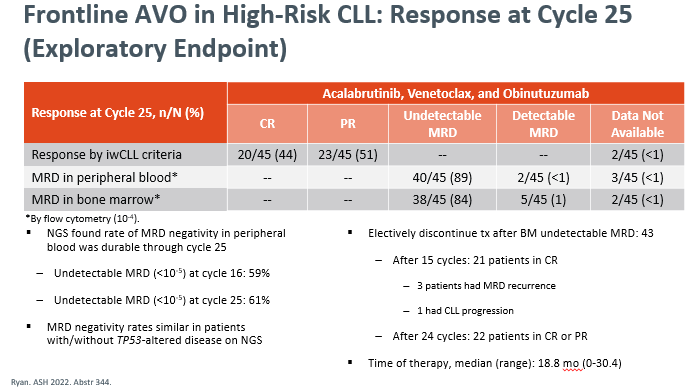 Frontline AVO in High-Risk CLL: Response at Cycle 25
(Exploratory Endpoint)
Response at Cycle 25, n/N (%)
Acalabrutinib, Venetoclax, and Obinutuzumab
CR PR Undetectable MRD Detectable MRD Data Not Available
Response by iwCLL criteria 20/45 (44) 23/45 (51) -- -- 2/45 (<1)
MRD in peripheral blood* -- -- 40/45 (89) 2/45 (<1) 3/45 (<1)
MRD in bone marrow* -- -- 38/45 (84) 5/45 (1) 2/45 (<1)
*By flow cytometry (10⁻⁴).
▪ NGS found rate of MRD negativity in peripheral
blood was durable through cycle 25
– Undetectable MRD (<10⁻⁵) at cycle 16: 59%
– Undetectable MRD (<10⁻⁵) at cycle 25: 61%
▪ MRD negativity rates similar in patients
with/without TP53-altered disease on NGS
▪ Electively discontinue tx after BM undetectable MRD: 43
– After 15 cycles: 21 patients in CR
– 3 patients had MRD recurrence
– 1 had CLL progression
– After 24 cycles: 22 patients in CR or PR
▪ Time of therapy, median (range): 18.8 mo (0-30.4)
Ryan. ASH 2022. Abstr 344.